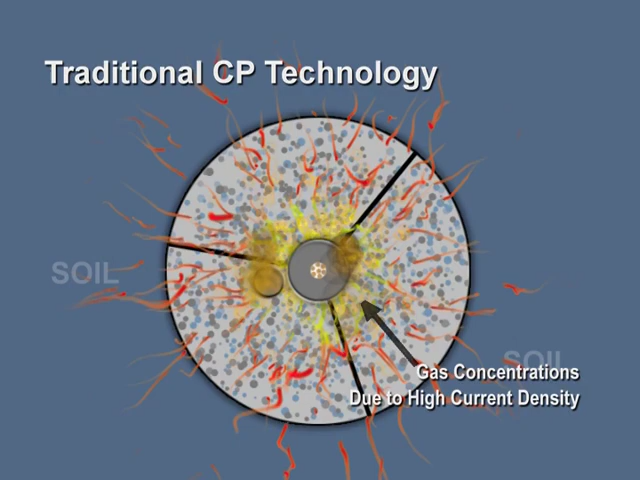 Traditional CP Technology
SOIL
SOIL
Gas Concentrations
Due to High Current Density